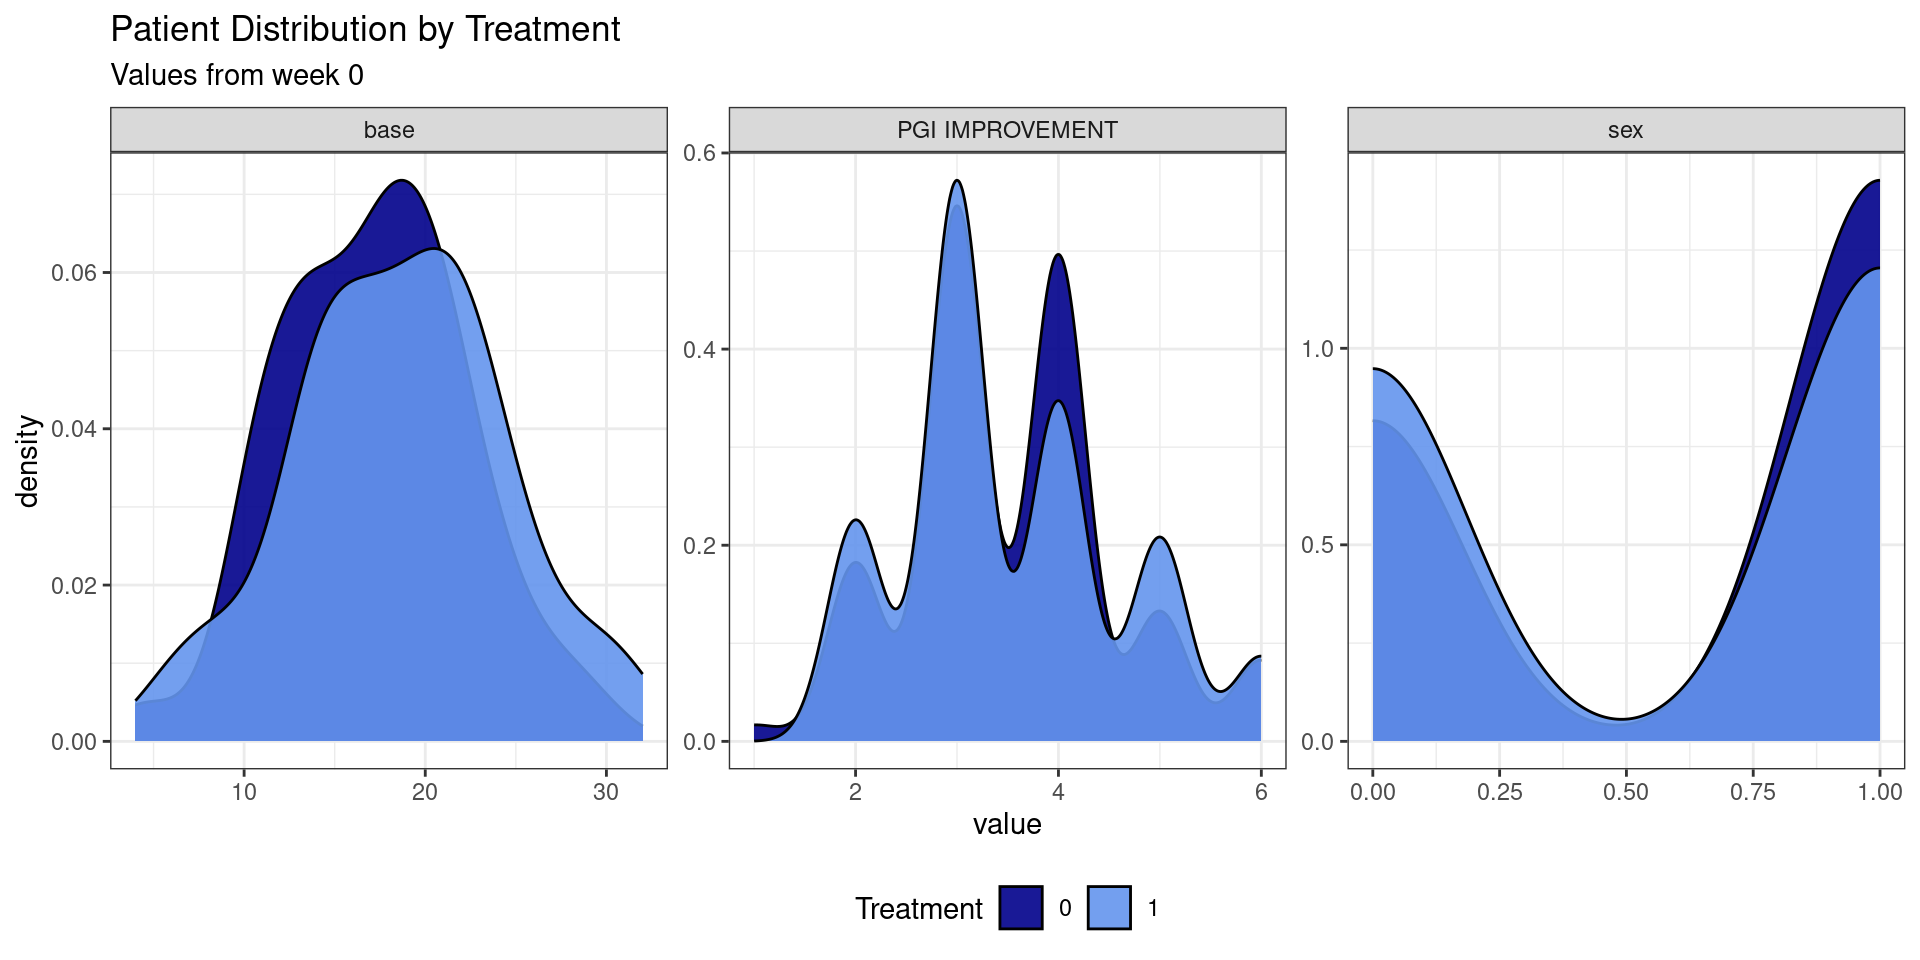 Patient Distribution by Treatment
Values from week 0
base
PGI IMPROVEMENT
sex
density
0.06
0.04
0.02
0.00
0.6
0.4
0.2
0.0
1.0
0.5
0.0
10 20 30
2 4 6
0.00 0.25 0.50 0.75 1.00
value
Treatment 0 1